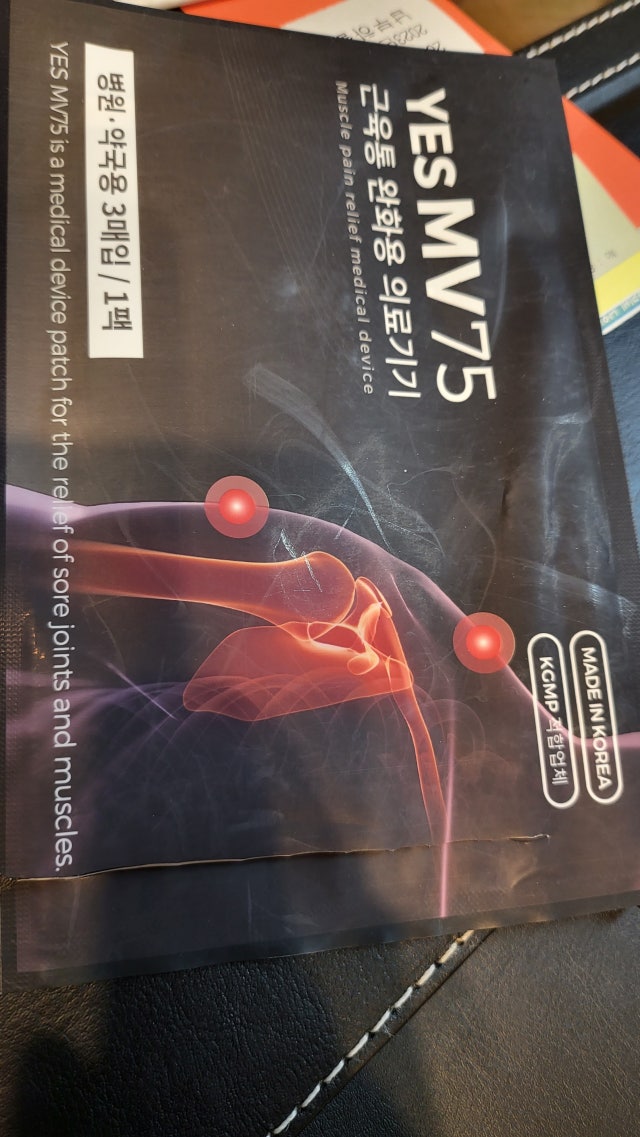 YES MV75
근육통 완화용 의료기기
Muscle pain relief medical device
병원·약국용 3매입 / 1팩
YES MV75 is a medical device patch for the relief of sore joints and muscles.
MADE IN KOREA
KGMP 적합업체